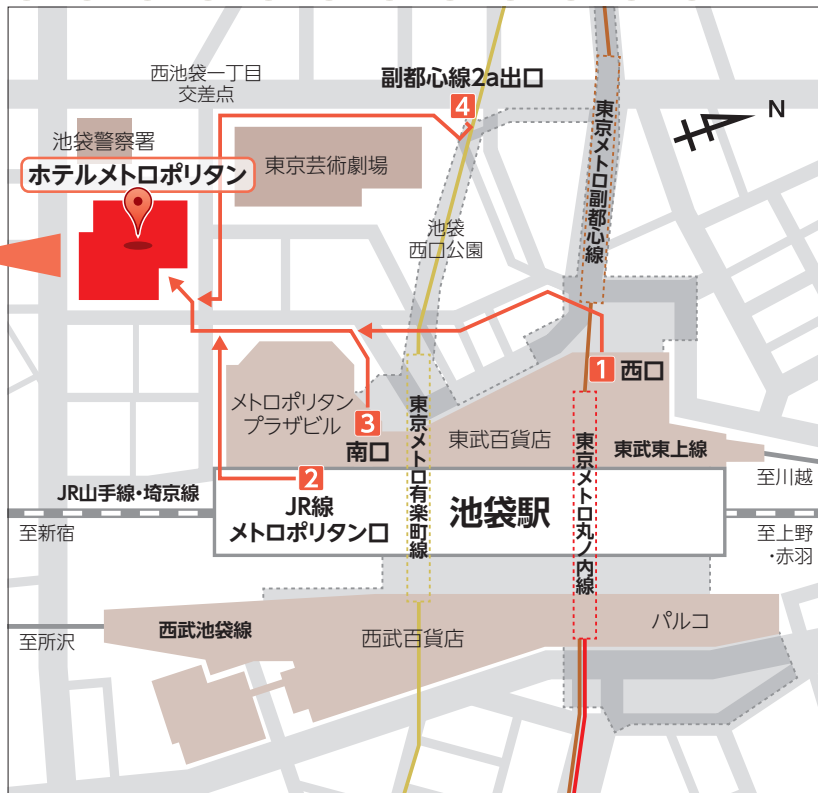 西池袋一丁目
交差点
副都心線2a出口
4
N
池袋警察署
ホテルメトロポリタン
東京芸術劇場
東京メトロ副都心線
池袋
西口公園
1
西口
メトロポリタン
プラザビル
3
南口
東京メトロ有楽町線
東武百貨店
東京メトロ丸ノ内線
東武東上線
至川越
2
JR線
メトロポリタン口
池袋駅
JR山手線・埼京線
至新宿
至上野
・赤羽
至所沢
西武池袋線
西武百貨店
パルコ